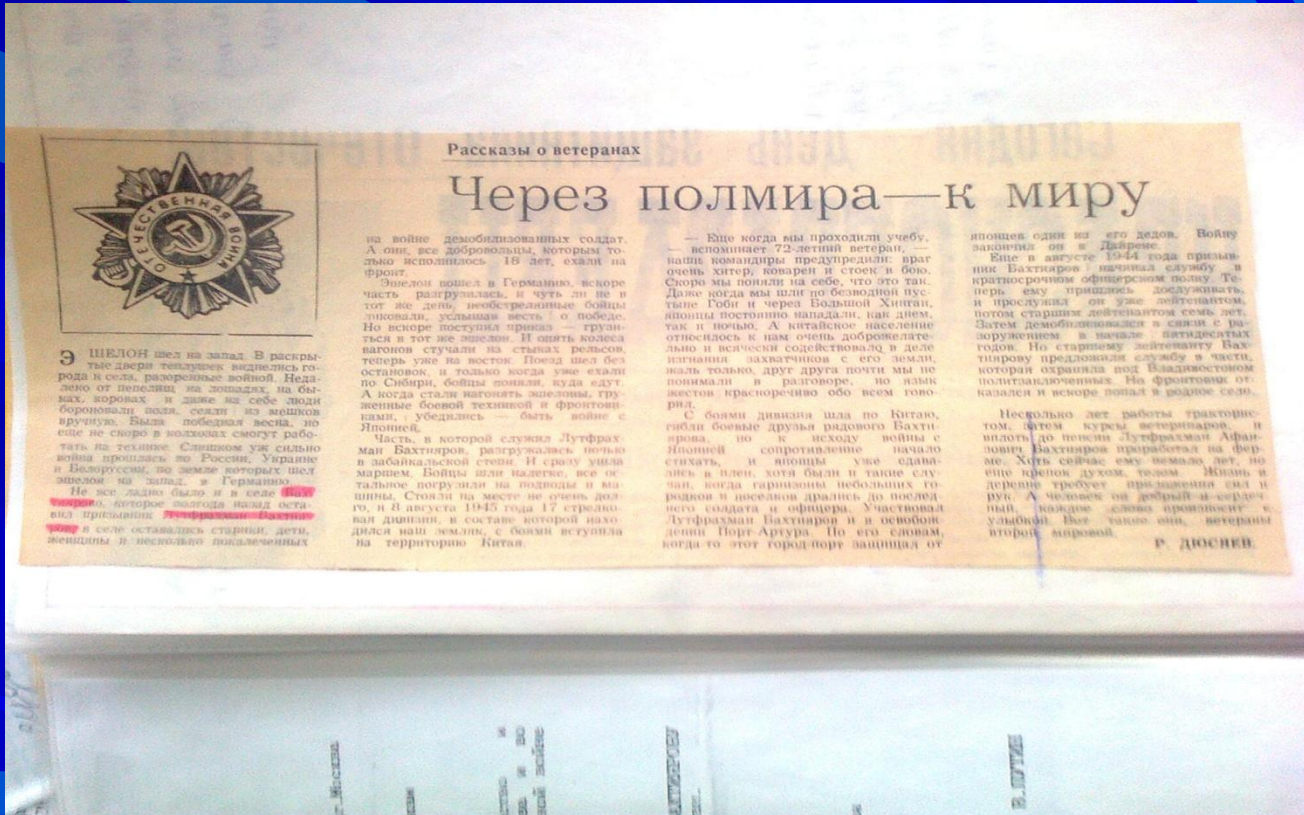 Рассказы о ветеранах
Через полмира—к миру
ОТЕЧЕСТВЕННАЯ ВОЙНА
ЭШЕЛОН шел на запад. В раскры-
тые двери теплушек виднелись го-
рода и села, разоренные войной. Неда-
леко от пепелищ на лошадях, на бы-
ках, коровах и даже на себе люди
бороновали поля, сеяли из мешков
вручную. Была победная весна, но
еще не скоро в колхозах смогут рабо-
тать на технике. Слишком уж сильно
война прошлась по России, Украине
и Белоруссии, по земле которых шел
эшелон на запад, в Германию.
Не все ладно было и в селе Бах-
тиярово, которое полгода назад оста-
вил призывник Лутфрахман Бахтия-
ров: в селе оставались старики, дети,
женщины и несколько покалеченных
на войне демобилизованных солдат.
А они, все добровольцы, которым то-
лько исполнилось 18 лет, ехали на
фронт.
Эшелон пошел в Германию, вскоре
часть разгрузилась, и чуть ли не в
тот же день, необстрелянные бойцы
ликовали, услышав весть о победе.
Но вскоре поступил приказ — грузи-
ться в тот же эшелон. И опять колеса
вагонов стучали на стыках рельсов,
теперь уже на восток. Поезд шел без
остановок, и только когда уже ехали
по Сибири, бойцы поняли, куда едут.
А когда стали нагонять эшелоны, гру-
женные боевой техникой и фронтови-
ками, убедились — быть войне с
Японией.
Часть, в которой служил Лутфрах-
ман Бахтияров, разгружалась ночью
в забайкальской степи. И сразу ушла
маршем. Бойцы шли налегке, все ос-
тальное погрузили на подводы и ма-
шины. Стояли на месте не очень дол-
го, и 8 августа 1945 года 17 стрелко-
вая дивизия, в составе которой нахо-
дился наш земляк, с боями вступила
на территорию Китая.
— Еще когда мы проходили учебу,
— вспоминает 72-летний ветеран, —
наши командиры предупредили: враг
очень хитер, коварен и стоек в бою.
Скоро мы поняли на себе, что это так.
Даже когда мы шли по безводной пус-
тыне Гоби и через Большой Хинган,
японцы постоянно нападали, как днем,
так и ночью. А китайское население
относилось к нам очень доброжелате-
льно и всячески содействовало в деле
изгнания захватчиков с его земли,
жаль только, друг друга почти мы не
понимали в разговоре, но язык
жестов красноречиво обо всем гово-
рил.
С боями дивизия шла по Китаю,
гибли боевые друзья рядового Бахти-
ярова, но к исходу войны с
Японией сопротивление начало
стихать, и японцы уже сдава-
лись в плен, хотя были и такие слу-
чаи, когда гарнизоны небольших го-
родков и поселков дрались до послед-
него солдата и офицера. Участвовал
Лутфрахман Бахтияров и в освобож-
дении Порт-Артура. По его словам,
когда-то этот город-порт защищал от
японцев один из его дедов. Войну
закончил он в Дайрене.
Еще в августе 1944 года призыв-
ник Бахтияров начинал службу в
краткосрочном офицерском полку. Те-
перь ему пришлось дослуживать,
и прослужил он уже лейтенантом,
потом старшим лейтенантом семь лет.
Затем демобилизовался в связи с ра-
зоружением в начале пятидесятых
годов. Но старшему лейтенанту Бах-
тиярову предложили службу в части,
которая охраняла под Владивостоком
политзаключенных. Но фронтовик от-
казался и вскоре попал в родное село.
Несколько лет работы трактори-
стом, затем курсы ветеринаров, и
вплоть до пенсии Лутфрахман Афан-
зович Бахтияров проработал на фер-
ме. Хоть сейчас ему немало лет, но
еще крепок духом, телом. Жизнь в
деревне требует приложения сил и
рук. А человек он добрый и сердеч-
ный, каждое слово произносит с
улыбкой. Вот такие они, ветераны
второй мировой.
Р. ДЮСЯЕВ.
г. Москва
В. ПУТИН